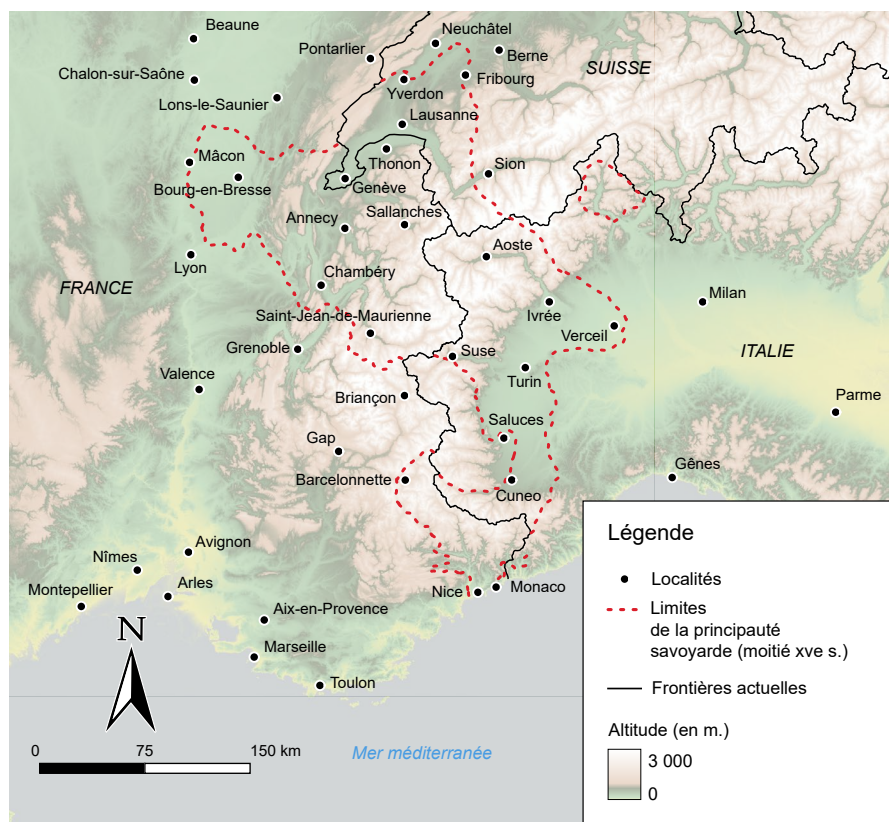 Beaune
Neuchâtel
Pontarlier
Berne
Chalon-sur-Saône
SUISSE
Fribourg
Yverdon
Lons-le-Saunier
Lausanne
Mâcon
Thonon
Sion
Bourg-en-Bresse
Genève
Annecy
Sallanches
Aoste
Lyon
Chambéry
FRANCE
Milan
Saint-Jean-de-Maurienne
Ivrée
Verceil
Grenoble
Suse
ITALIE
Turin
Valence
Briançon
Parme
Saluces
Gap
Gênes
Barcelonnette
Cuneo
Avignon
Nîmes
Montepellier
Arles
Nice
Monaco
Aix-en-Provence
N
Marseille
Toulon
0 75 150 km
Mer méditerranée
Légende
Localités
Limites
de la principauté
savoyarde (moitié xve s.)
Frontières actuelles
Altitude (en m.)
3 000
0